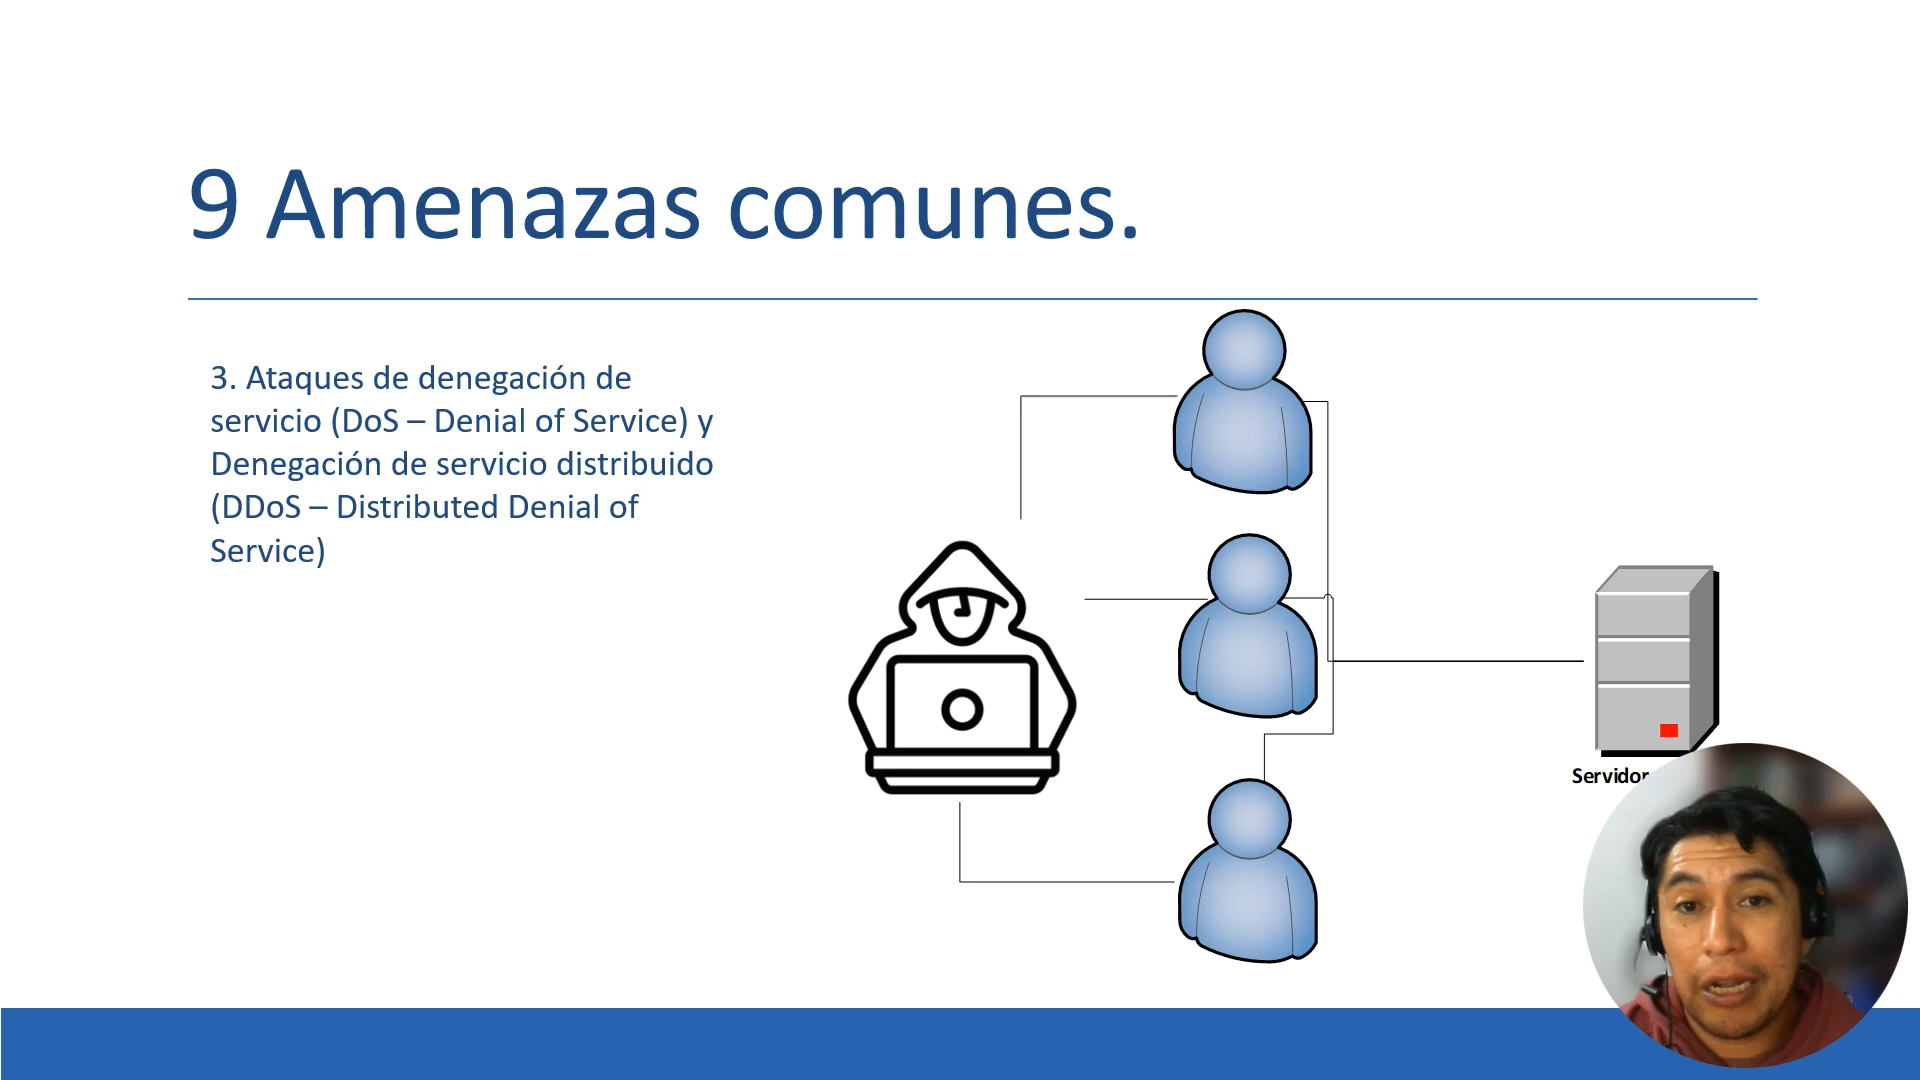 9 Amenazas comunes.
3. Ataques de denegación de
servicio (DoS – Denial of Service) y
Denegación de servicio distribuido
(DDoS – Distributed Denial of
Service)
Servidor